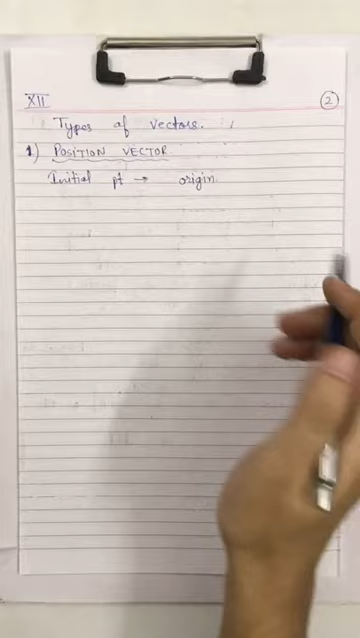 XII
2
Types of vectors.
1) POSITION VECTOR
Initial pt → origin.